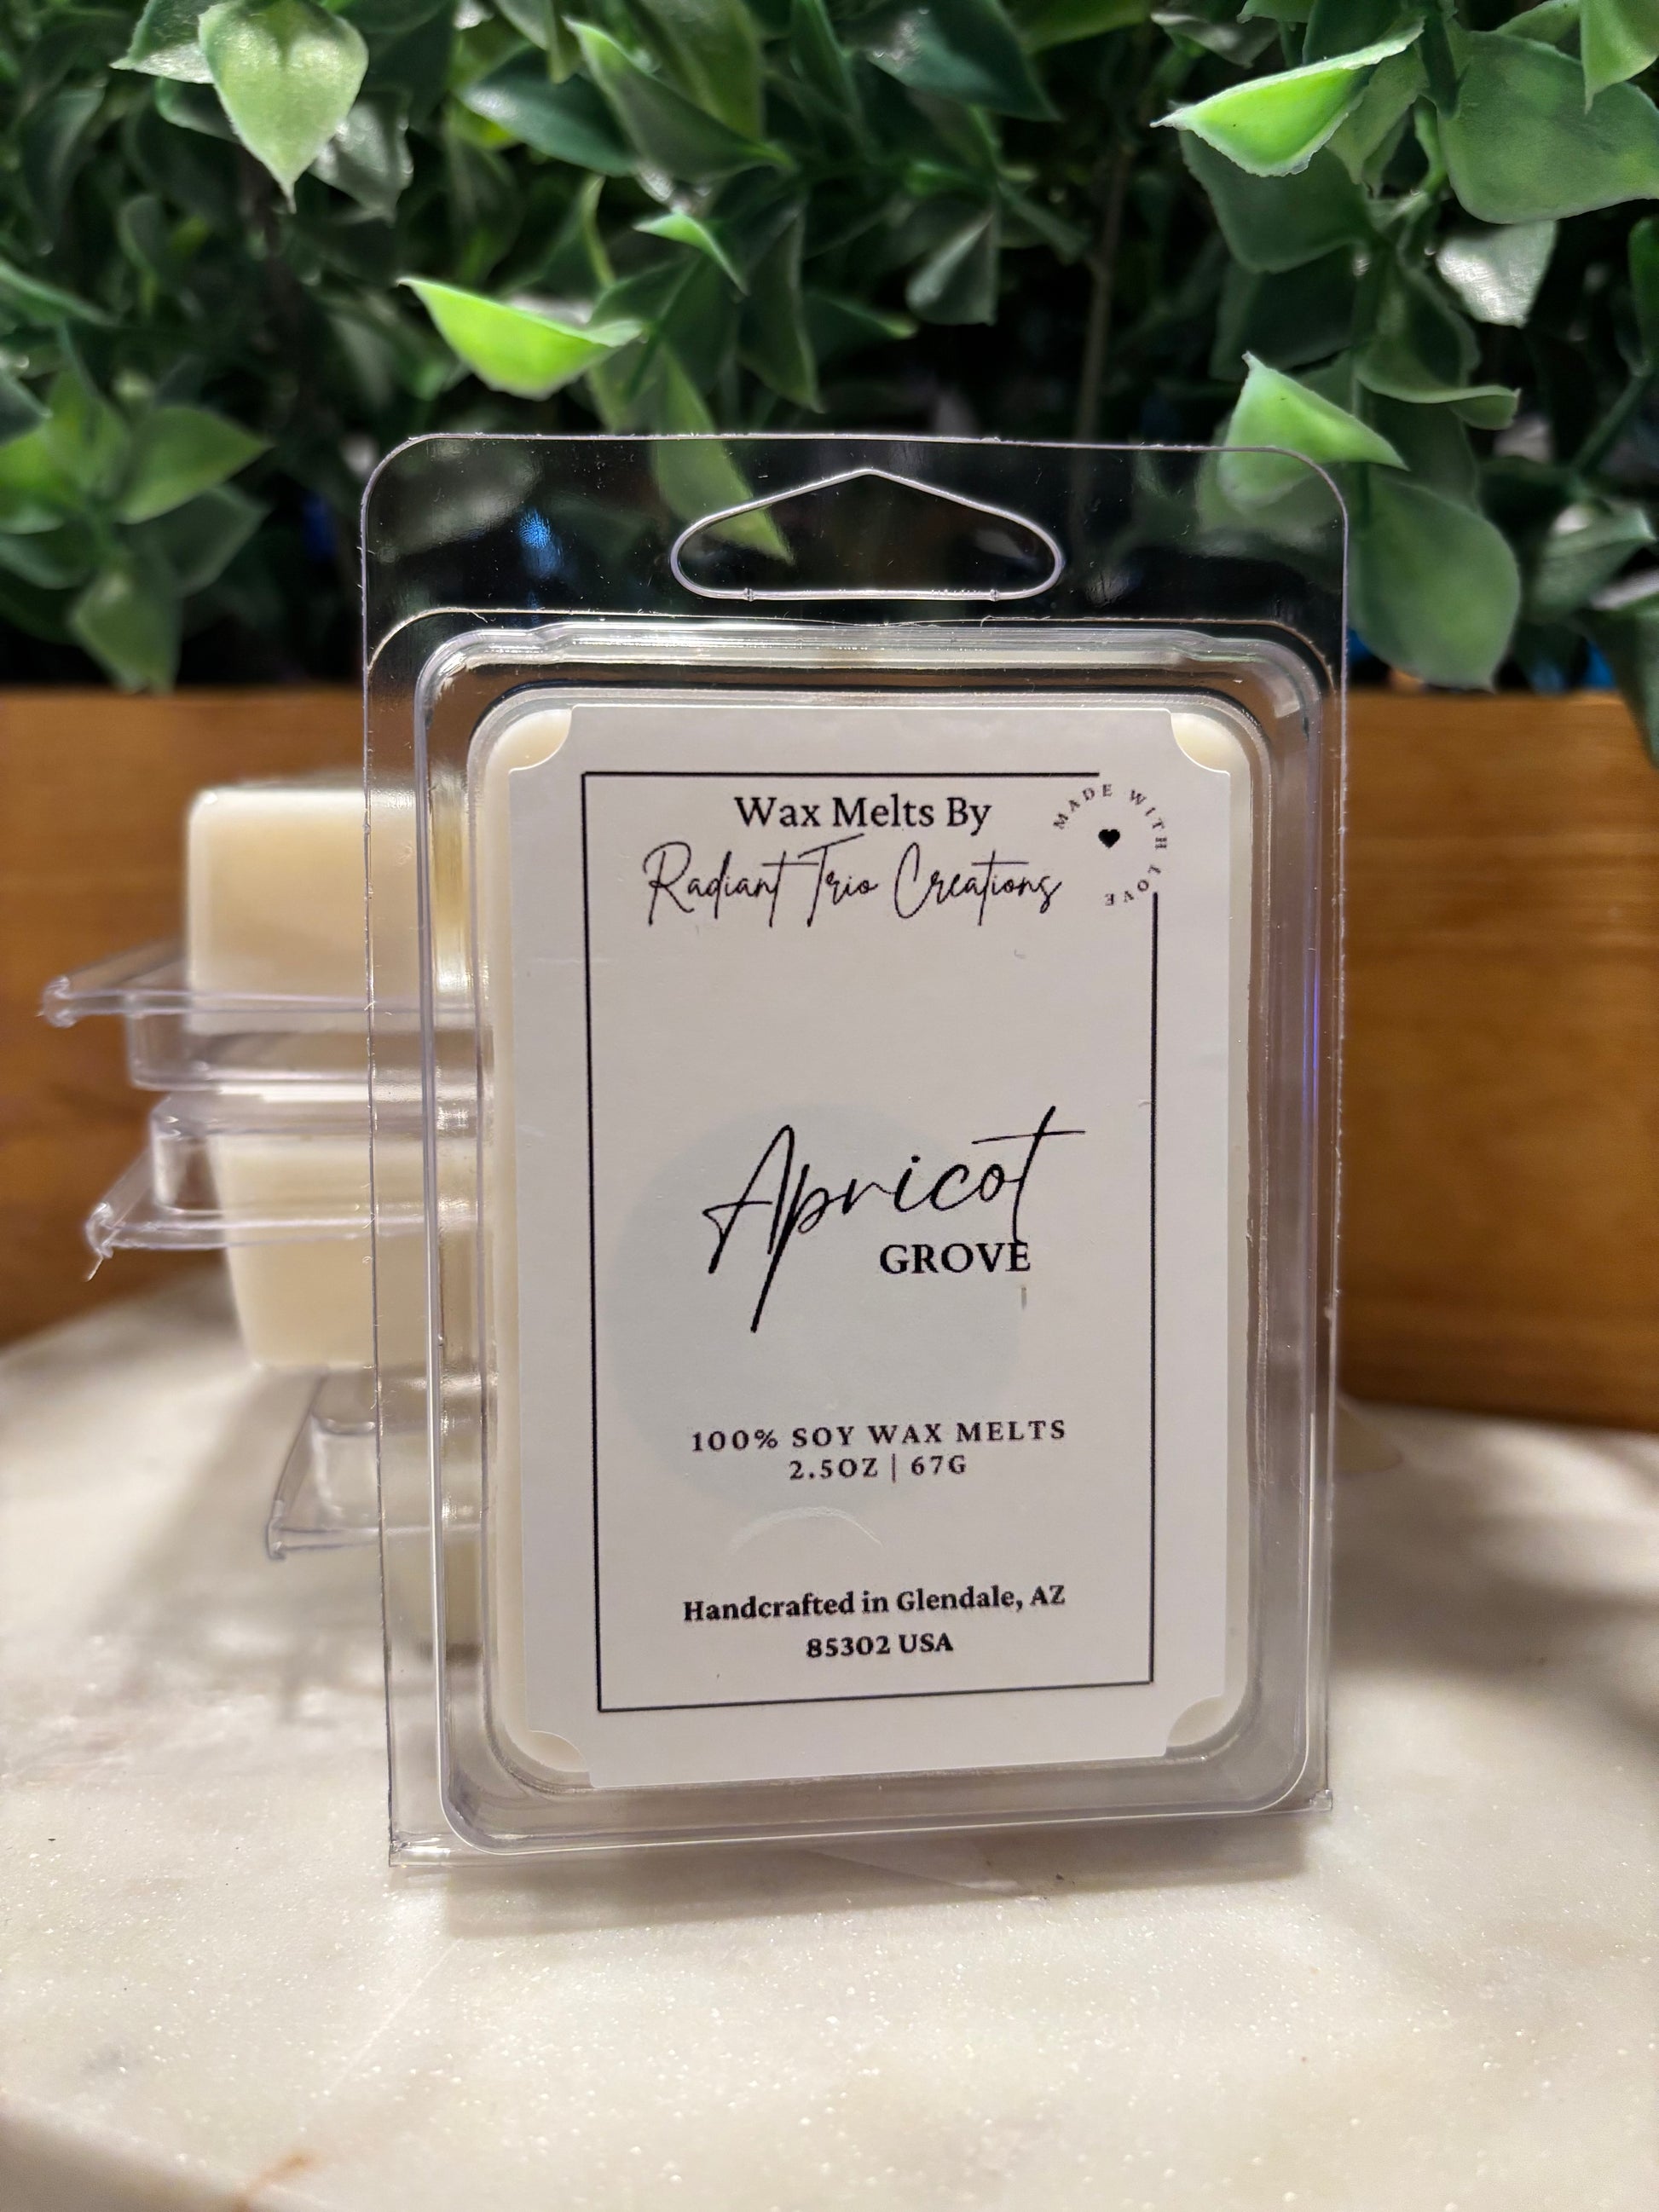 Wax Melts By
Radiant Trio Creations
MADE WITH LOVE
Apricot
GROVE
100% SOY WAX MELTS
2.5OZ | 67G
Handcrafted in Glendale, AZ
85302 USA